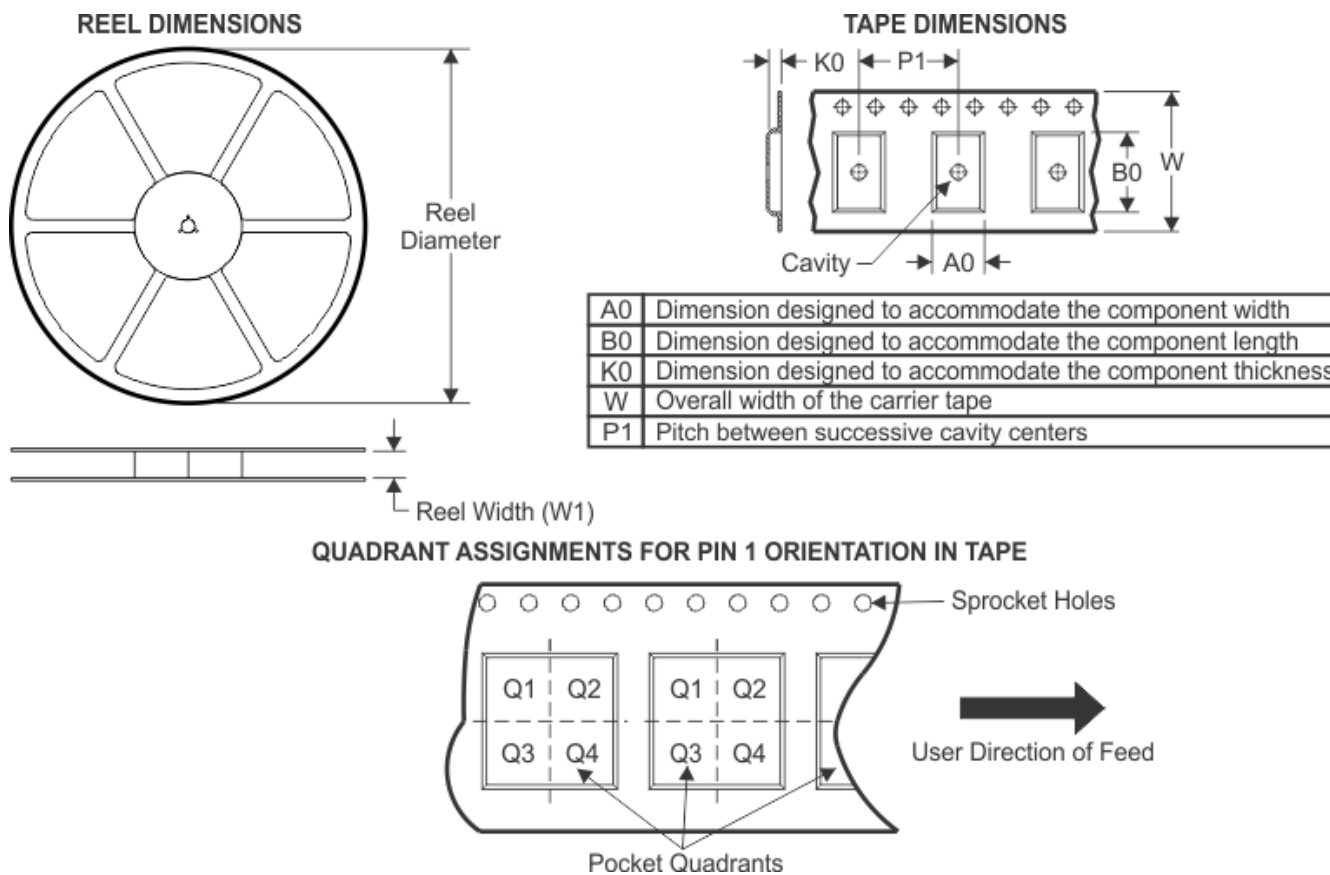 REEL DIMENSIONS
Reel
Diameter
Reel Width (W1)
TAPE DIMENSIONS
K0
P1
B0
W
Cavity
A0
A0 Dimension designed to accommodate the component width
B0 Dimension designed to accommodate the component length
K0 Dimension designed to accommodate the component thickness
W Overall width of the carrier tape
P1 Pitch between successive cavity centers
QUADRANT ASSIGNMENTS FOR PIN 1 ORIENTATION IN TAPE
Sprocket Holes
Q1 Q2 Q1 Q2
Q3 Q4 Q3 Q4
User Direction of Feed
Pocket Quadrants